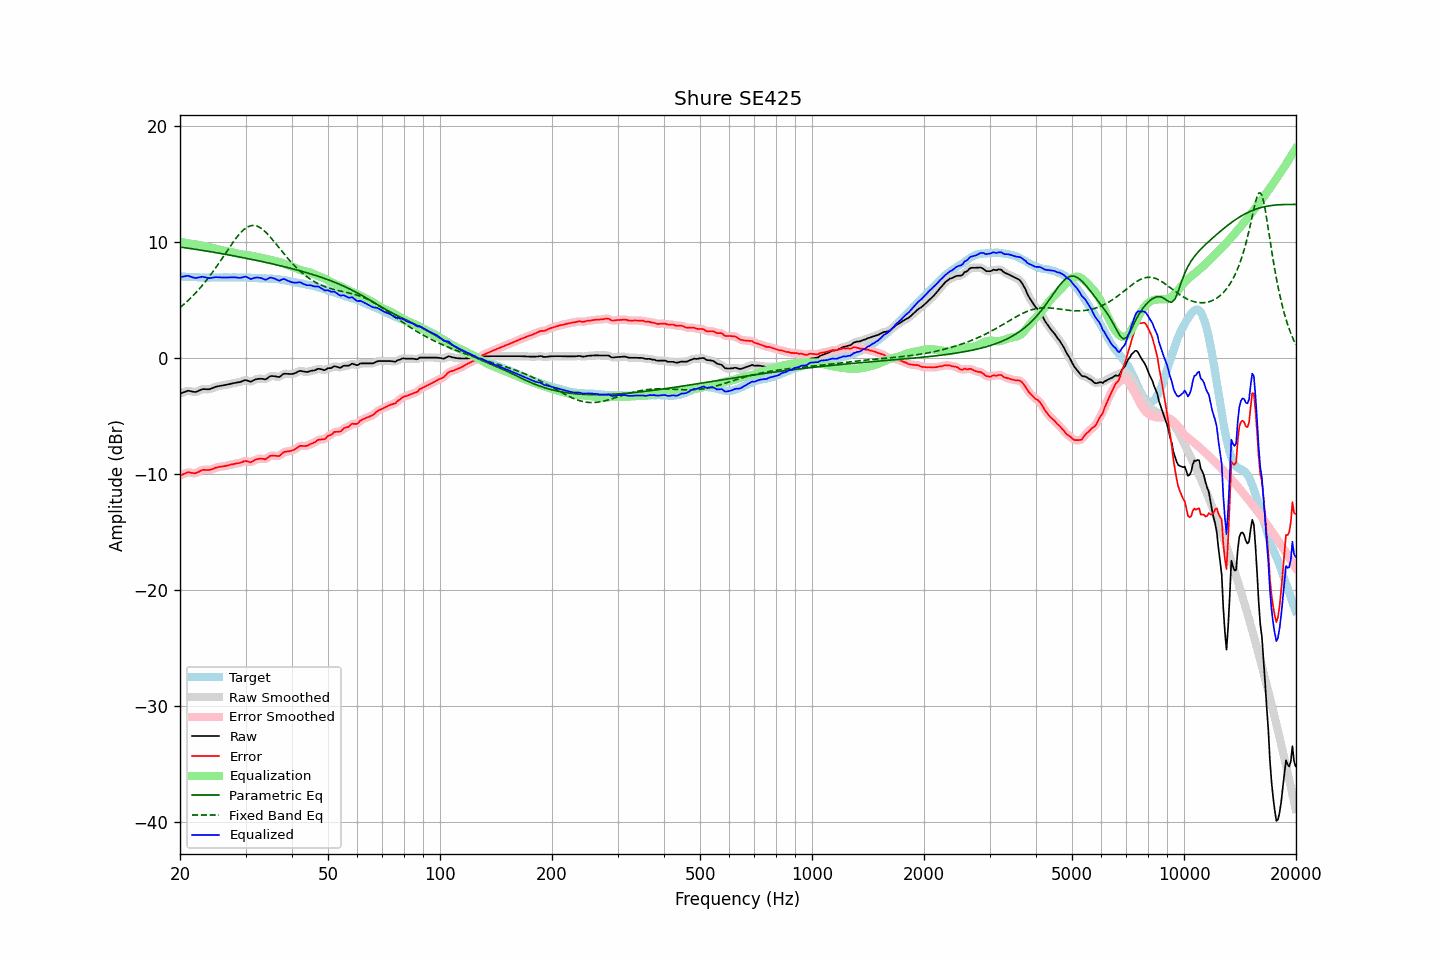 Shure SE425
Amplitude (dBr)
20
10
0
−10
−20
−30
−40
Target
Raw Smoothed
Error Smoothed
Raw
Error
Equalization
Parametric Eq
Fixed Band Eq
Equalized
20 50 100 200 500 1000 2000 5000 10000 20000
Frequency (Hz)